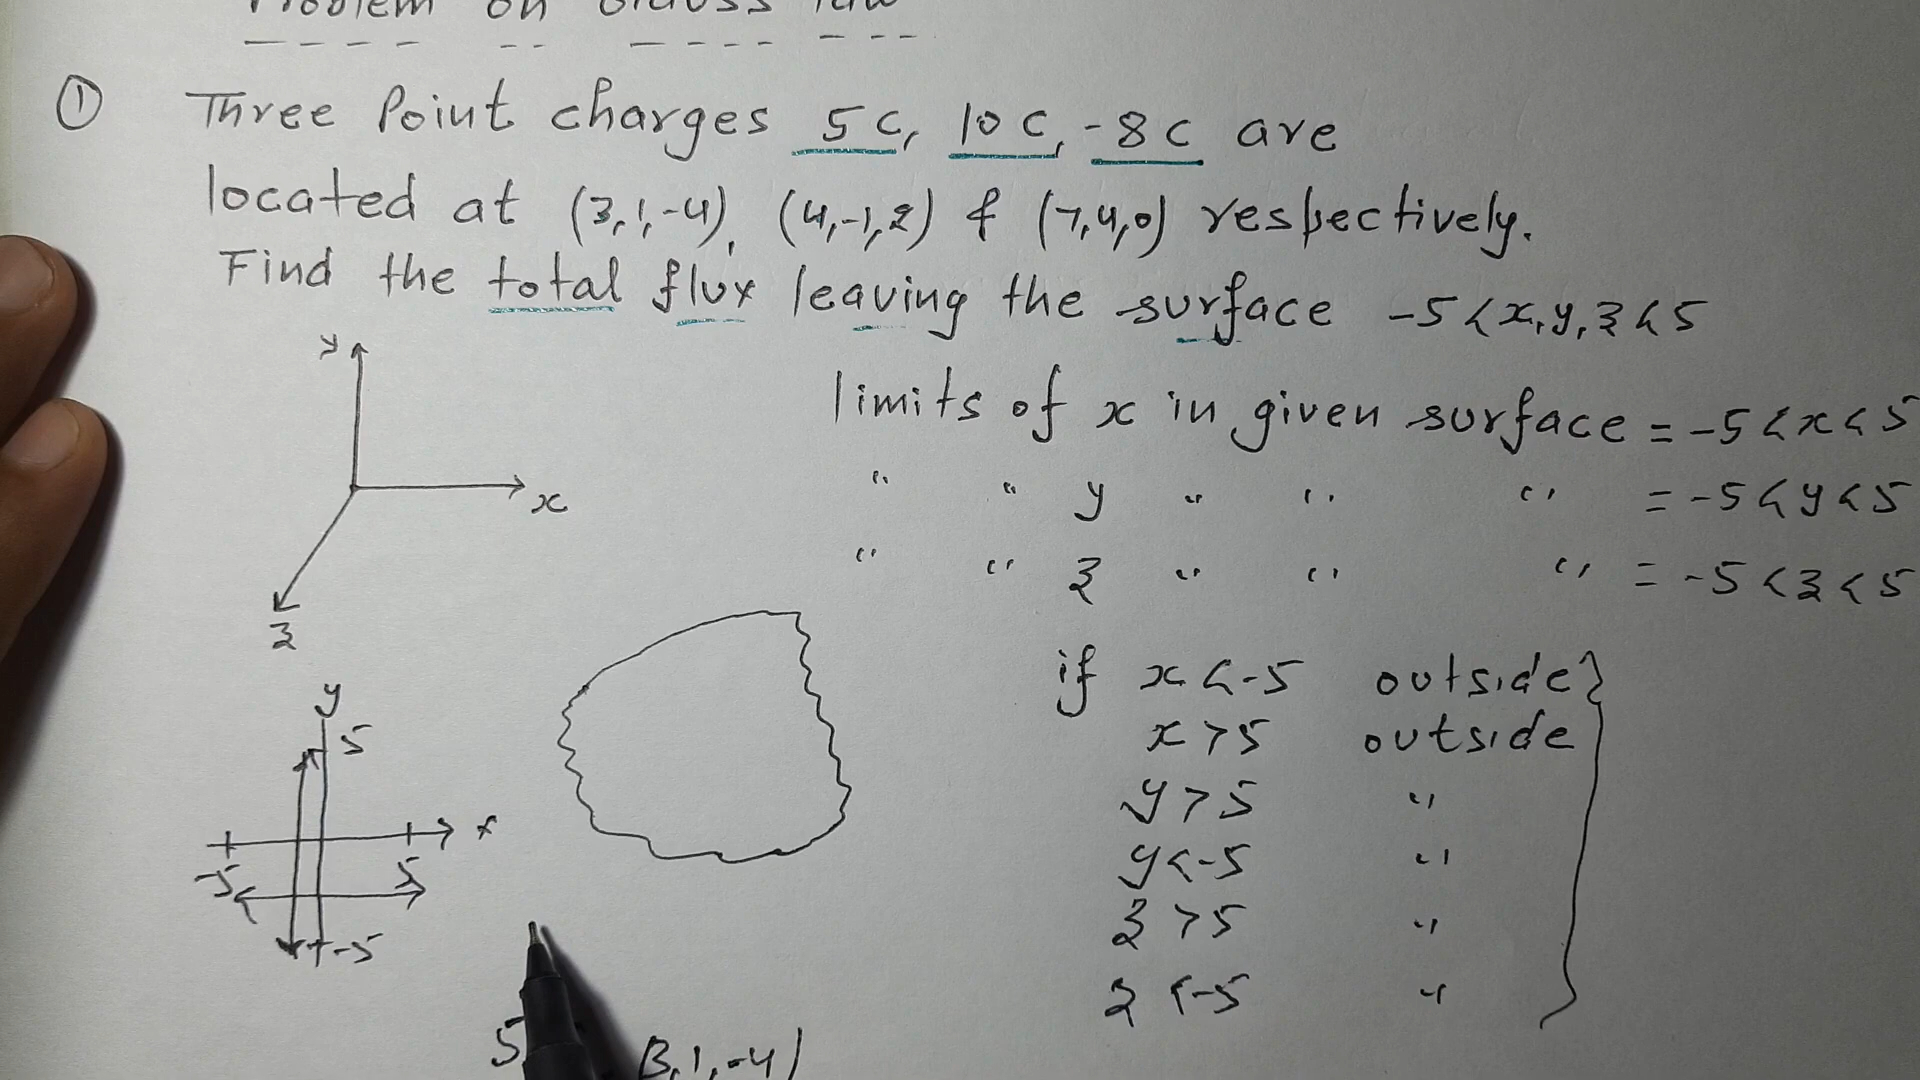 Problem on Gauss law
① Three Point charges 5C, 10C, -8C are
located at (3,1,-4), (4,-1,2) & (7,4,0) respectively.
Find the total flux leaving the surface -5<x,y,z<5
y
x
z
limits of x in given surface = -5<x<5
" " y " " " = -5<y<5
" " z " " " = -5<z<5
if x<-5 outside}
x>5 outside
y>5 "
y<-5 "
z>5 "
z<-5 "
y
5
x
-5 5
-5
5 3,1,-4)